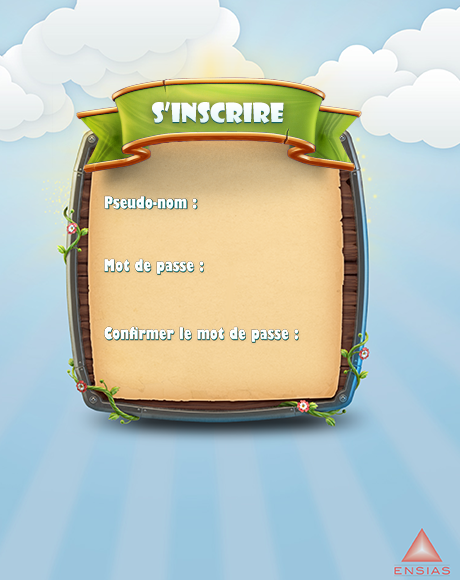 S'INSCRIRE
Pseudo-nom :
Mot de passe :
Confirmer le mot de passe :
ENSIAS